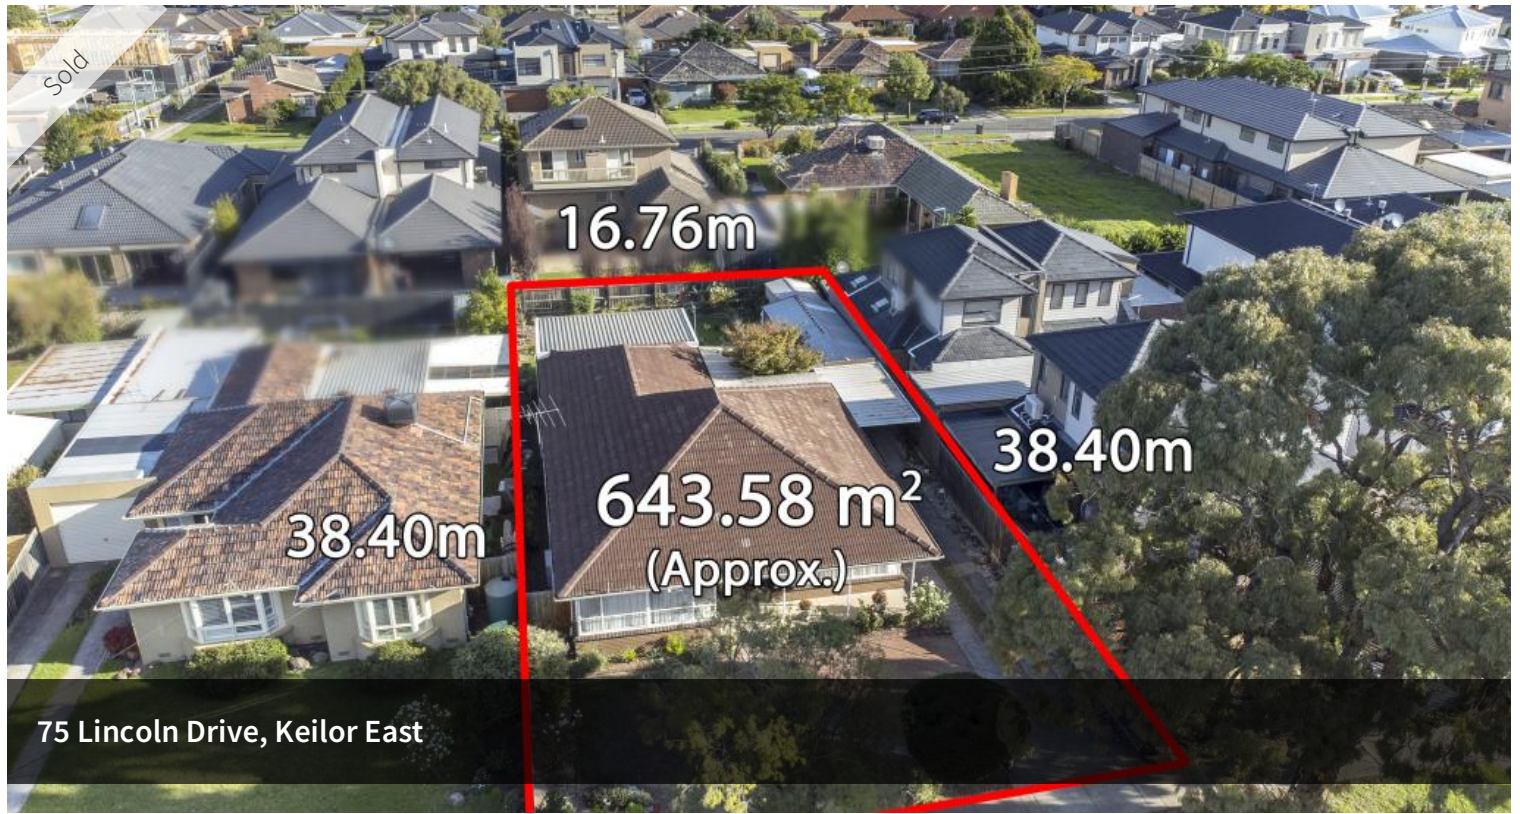 Sold
16.76m
38.40m
643.58 m²
38.40m
(Approx.)
75 Lincoln Drive, Keilor East